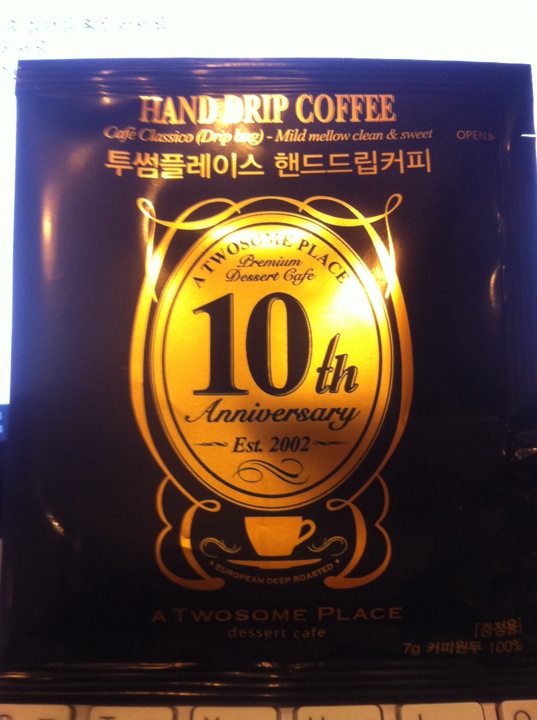 HAND DRIP COFFEE
Café Classico (Drip bag) - Mild mellow clean & sweet
OPEN
투썸플레이스 핸드드립커피
A TWOSOME PLACE
Premium
Dessert Cafe
10th
Anniversary
Est. 2002
EUROPEAN DEEP ROASTED
A TWOSOME PLACE
dessert cafe
[증정용]
7g 커피원두 100%